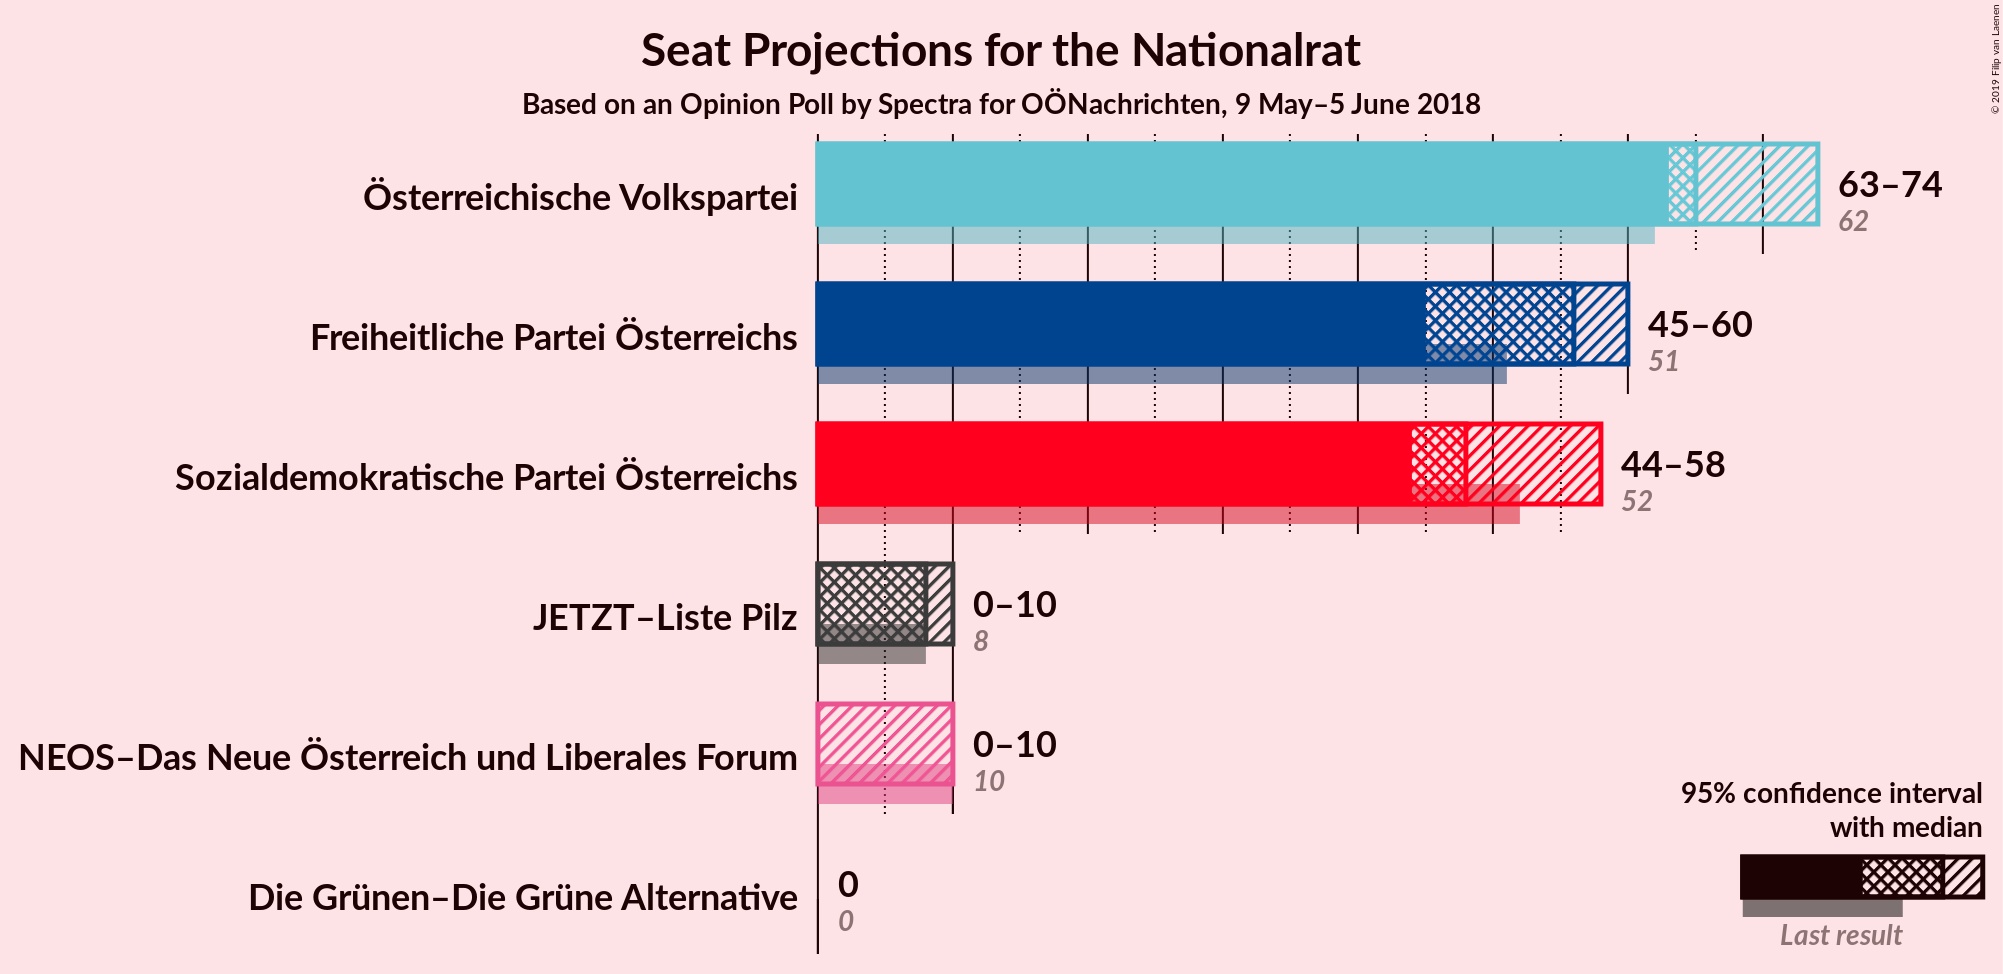 Seat Projections for the Nationalrat
Based on an Opinion Poll by Spectra for OÖNachrichten, 9 May–5 June 2018
© 2019 Filip van Laenen
Österreichische Volkspartei
63–74
62
Freiheitliche Partei Österreichs
45–60
51
Sozialdemokratische Partei Österreichs
44–58
52
JETZT–Liste Pilz
0–10
8
NEOS–Das Neue Österreich und Liberales Forum
0–10
10
Die Grünen–Die Grüne Alternative
0
0
95% confidence interval
with median
Last result